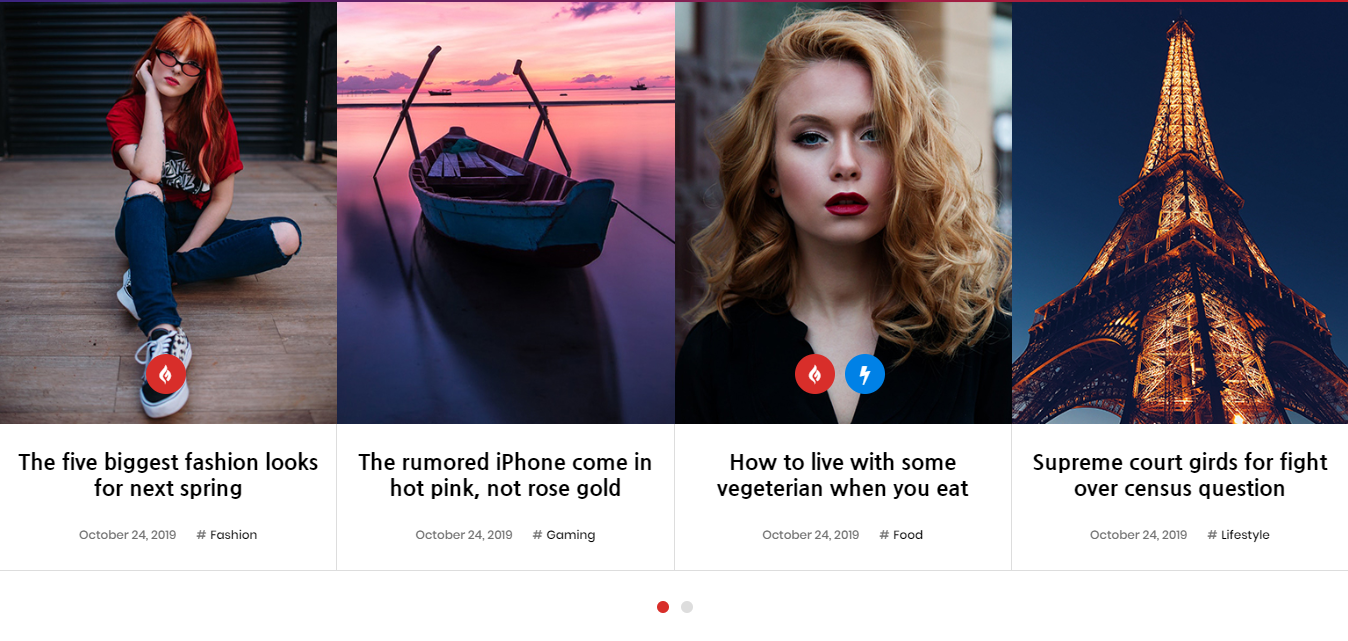 The five biggest fashion looks
for next spring
October 24, 2019 # Fashion
The rumored iPhone come in
hot pink, not rose gold
October 24, 2019 # Gaming
How to live with some
vegeterian when you eat
October 24, 2019 # Food
Supreme court girds for fight
over census question
October 24, 2019 # Lifestyle